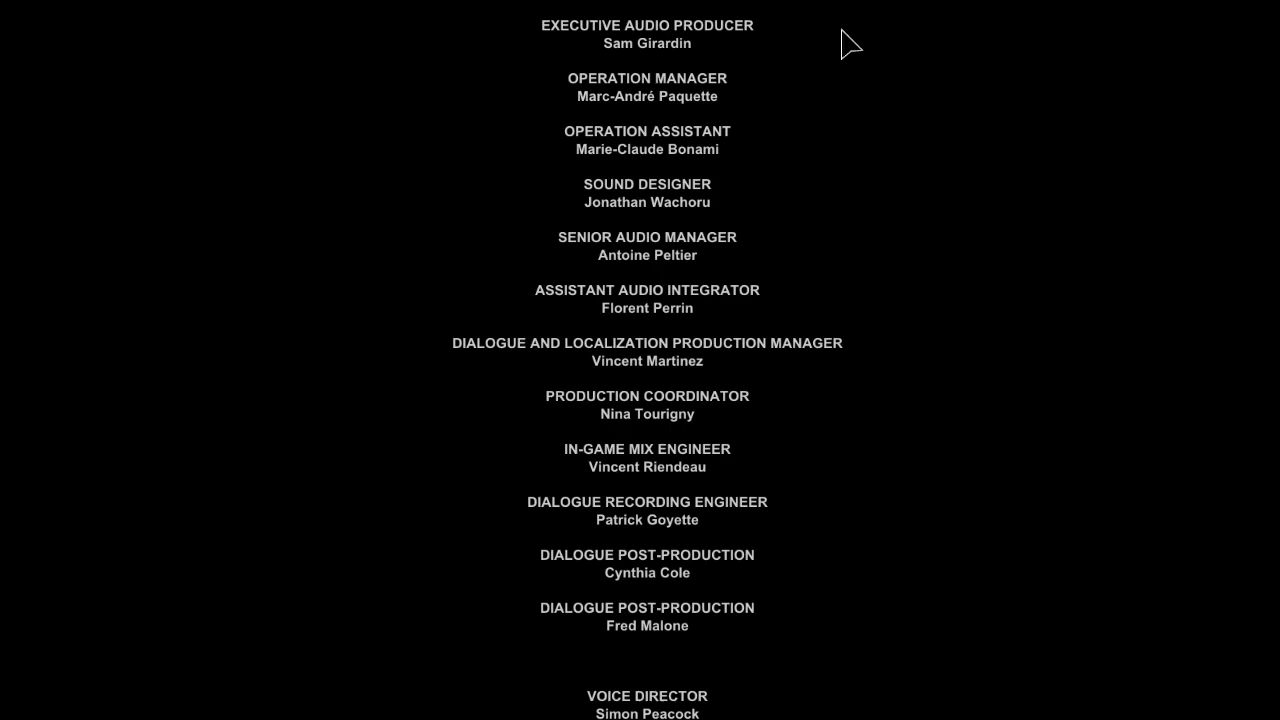 EXECUTIVE AUDIO PRODUCER
Sam Girardin
OPERATION MANAGER
Marc-André Paquette
OPERATION ASSISTANT
Marie-Claude Bonami
SOUND DESIGNER
Jonathan Wachoru
SENIOR AUDIO MANAGER
Antoine Peltier
ASSISTANT AUDIO INTEGRATOR
Florent Perrin
DIALOGUE AND LOCALIZATION PRODUCTION MANAGER
Vincent Martinez
PRODUCTION COORDINATOR
Nina Tourigny
IN-GAME MIX ENGINEER
Vincent Riendeau
DIALOGUE RECORDING ENGINEER
Patrick Goyette
DIALOGUE POST-PRODUCTION
Cynthia Cole
DIALOGUE POST-PRODUCTION
Fred Malone
VOICE DIRECTOR
Simon Peacock